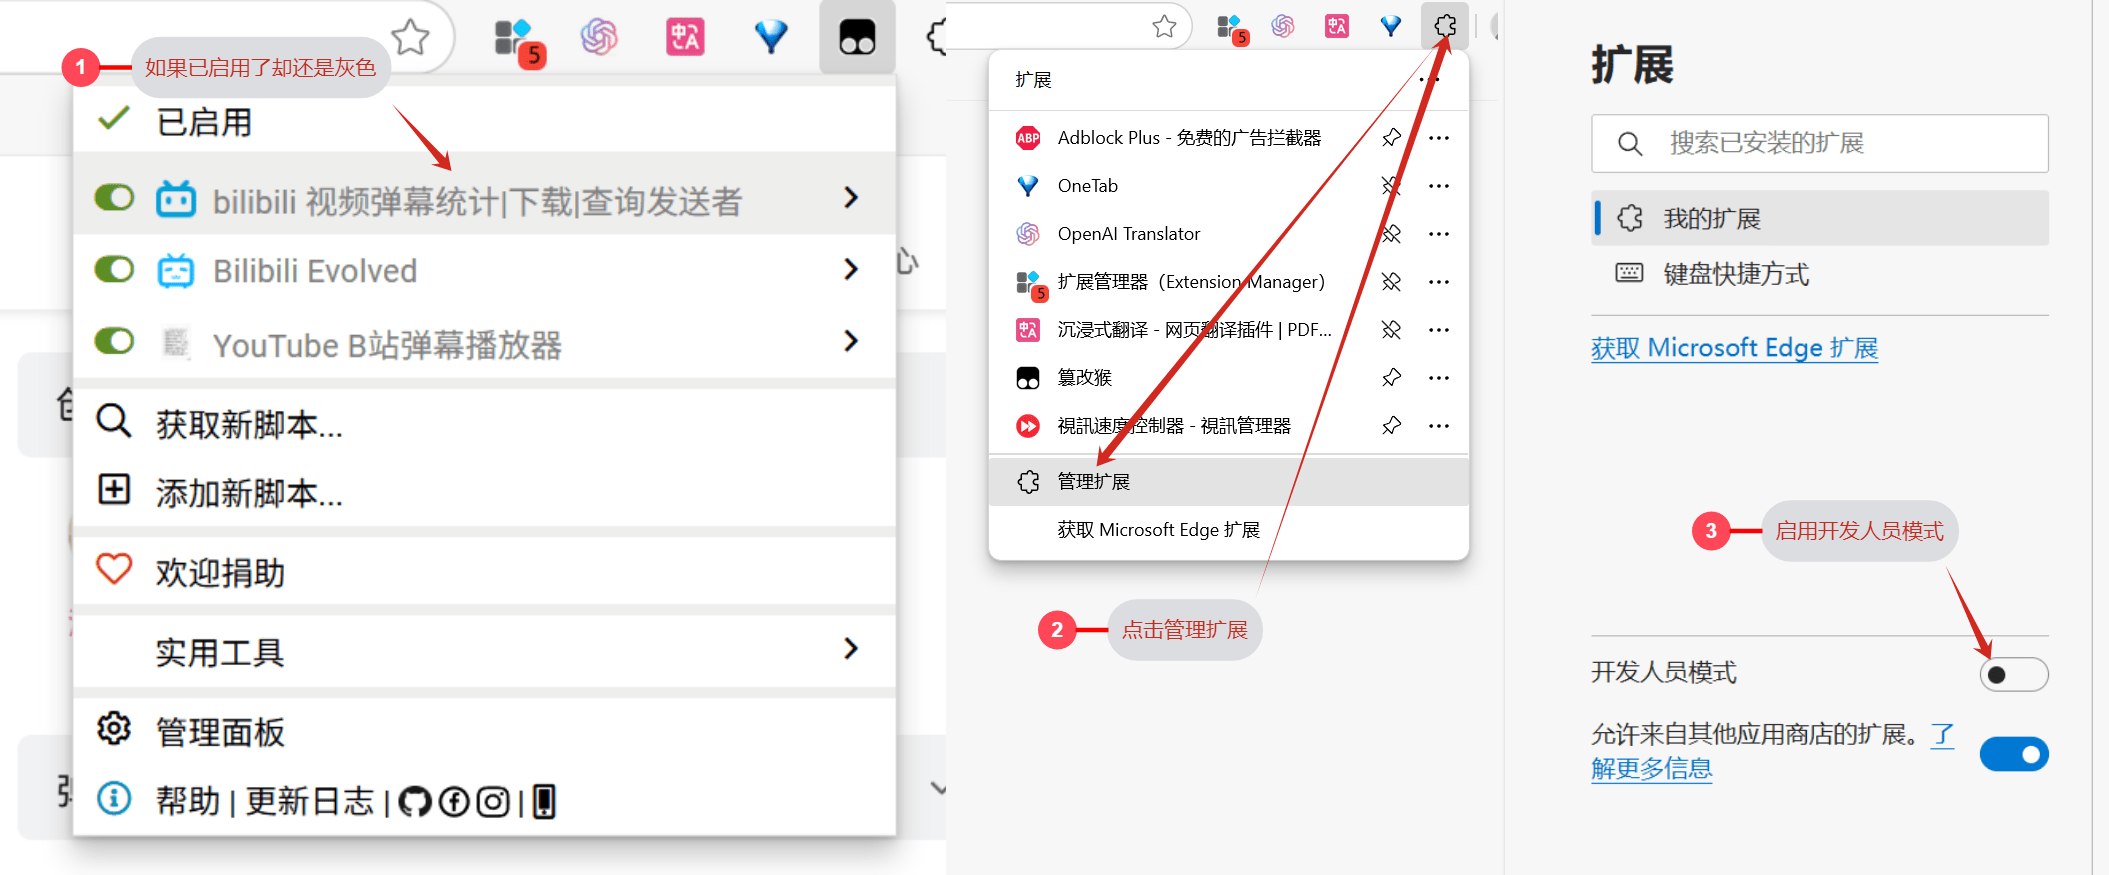 5
1
如果已启用了却还是灰色
已启用
bilibili 视频弹幕统计|下载|查询发送者
Bilibili Evolved
YouTube B站弹幕播放器
获取新脚本...
添加新脚本...
欢迎捐助
实用工具
管理面板
帮助 | 更新日志 |
心
5
扩展
ABP
Adblock Plus - 免费的广告拦截器
OneTab
OpenAI Translator
5
扩展管理器（Extension Manager）
沉浸式翻译 - 网页翻译插件 | PDF...
篡改猴
視訊速度控制器 - 視訊管理器
管理扩展
获取 Microsoft Edge 扩展
2
点击管理扩展
扩展
搜索已安装的扩展
我的扩展
键盘快捷方式
获取 Microsoft Edge 扩展
3
启用开发人员模式
开发人员模式
允许来自其他应用商店的扩展。了
解更多信息